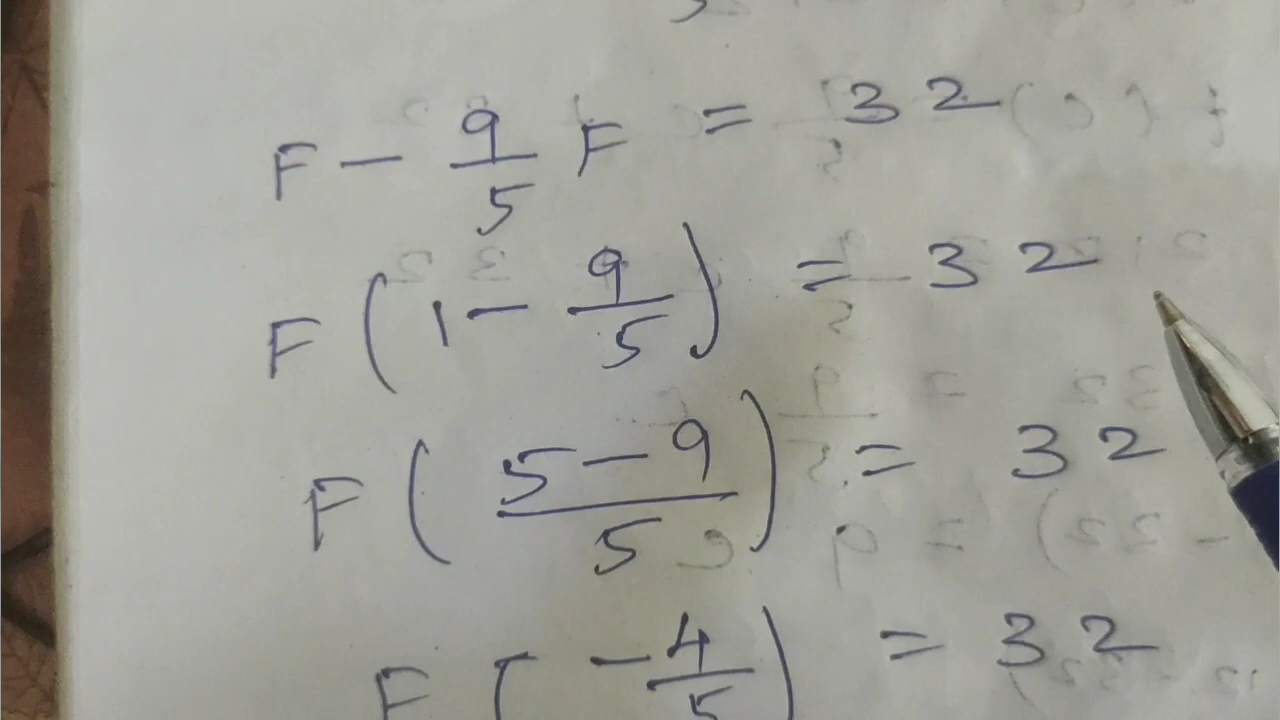 F - 9/5 F = 32
F ( 1 - 9/5 ) = 32
F ( 5 - 9 / 5 ) = 32
F ( - 4/5 ) = 32